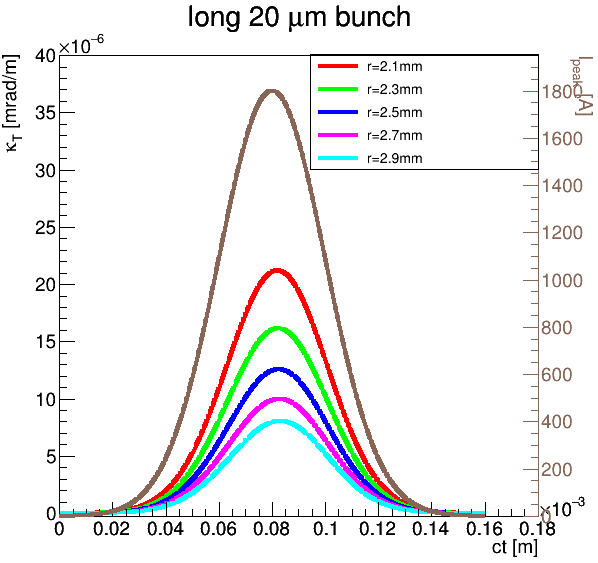 long 20 μm bunch
×10⁻⁶
κ_T [mrad/m]
I_peak [A]
r=2.1mm
r=2.3mm
r=2.5mm
r=2.7mm
r=2.9mm
40
35
30
25
20
15
10
5
0
1800
1600
1400
1200
1000
800
600
400
200
0
×10⁻³
0 0.02 0.04 0.06 0.08 0.1 0.12 0.14 0.16 0.18
ct [m]